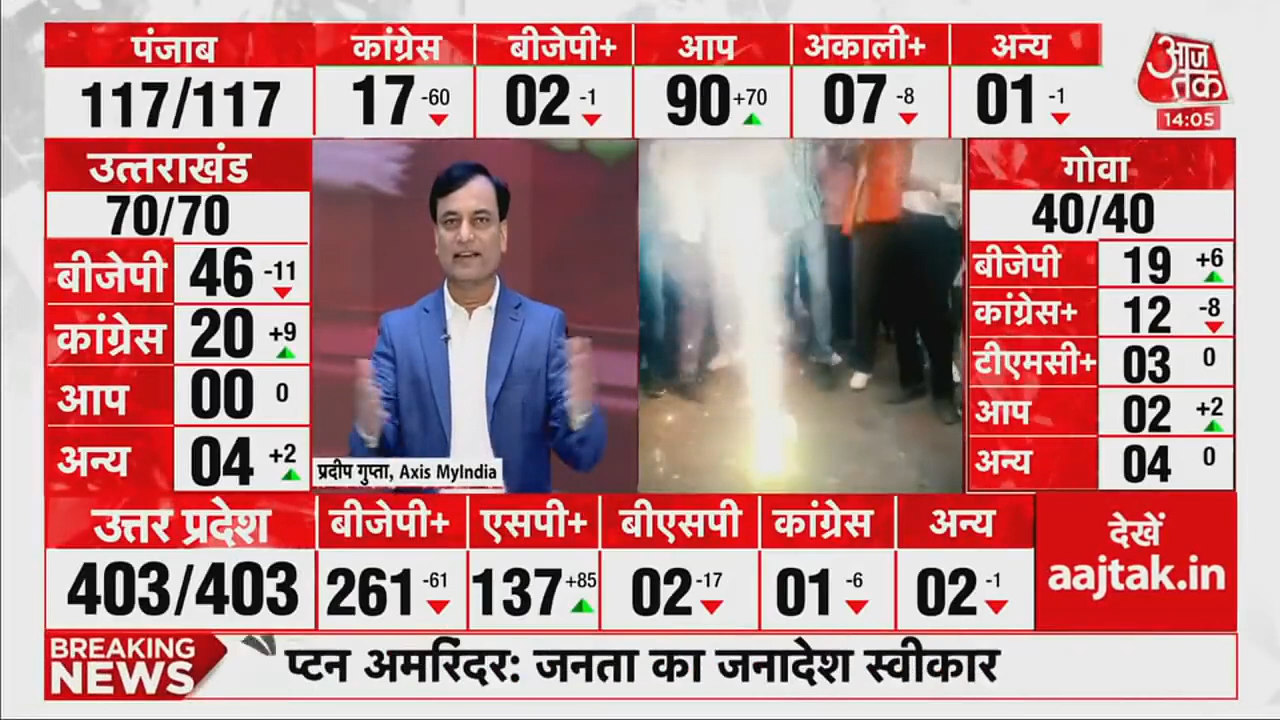 पंजाब
117/117
कांग्रेस
17 -60
बीजेपी+
02 -1
आप
90 +70
अकाली+
07 -8
अन्य
01 -1
आज
तक
14:05
उत्तराखंड
70/70
बीजेपी 46 -11
कांग्रेस 20 +9
आप 00 0
अन्य 04 +2
प्रदीप गुप्ता, Axis MyIndia
गोवा
40/40
बीजेपी 19 +6
कांग्रेस+ 12 -8
टीएमसी+ 03 0
आप 02 +2
अन्य 04 0
उत्तर प्रदेश
403/403
बीजेपी+
261 -61
एसपी+
137 +85
बीएसपी
02 -17
कांग्रेस
01 -6
अन्य
02 -1
देखें
aajtak.in
BREAKING
NEWS
प्टन अमरिंदर: जनता का जनादेश स्वीकार